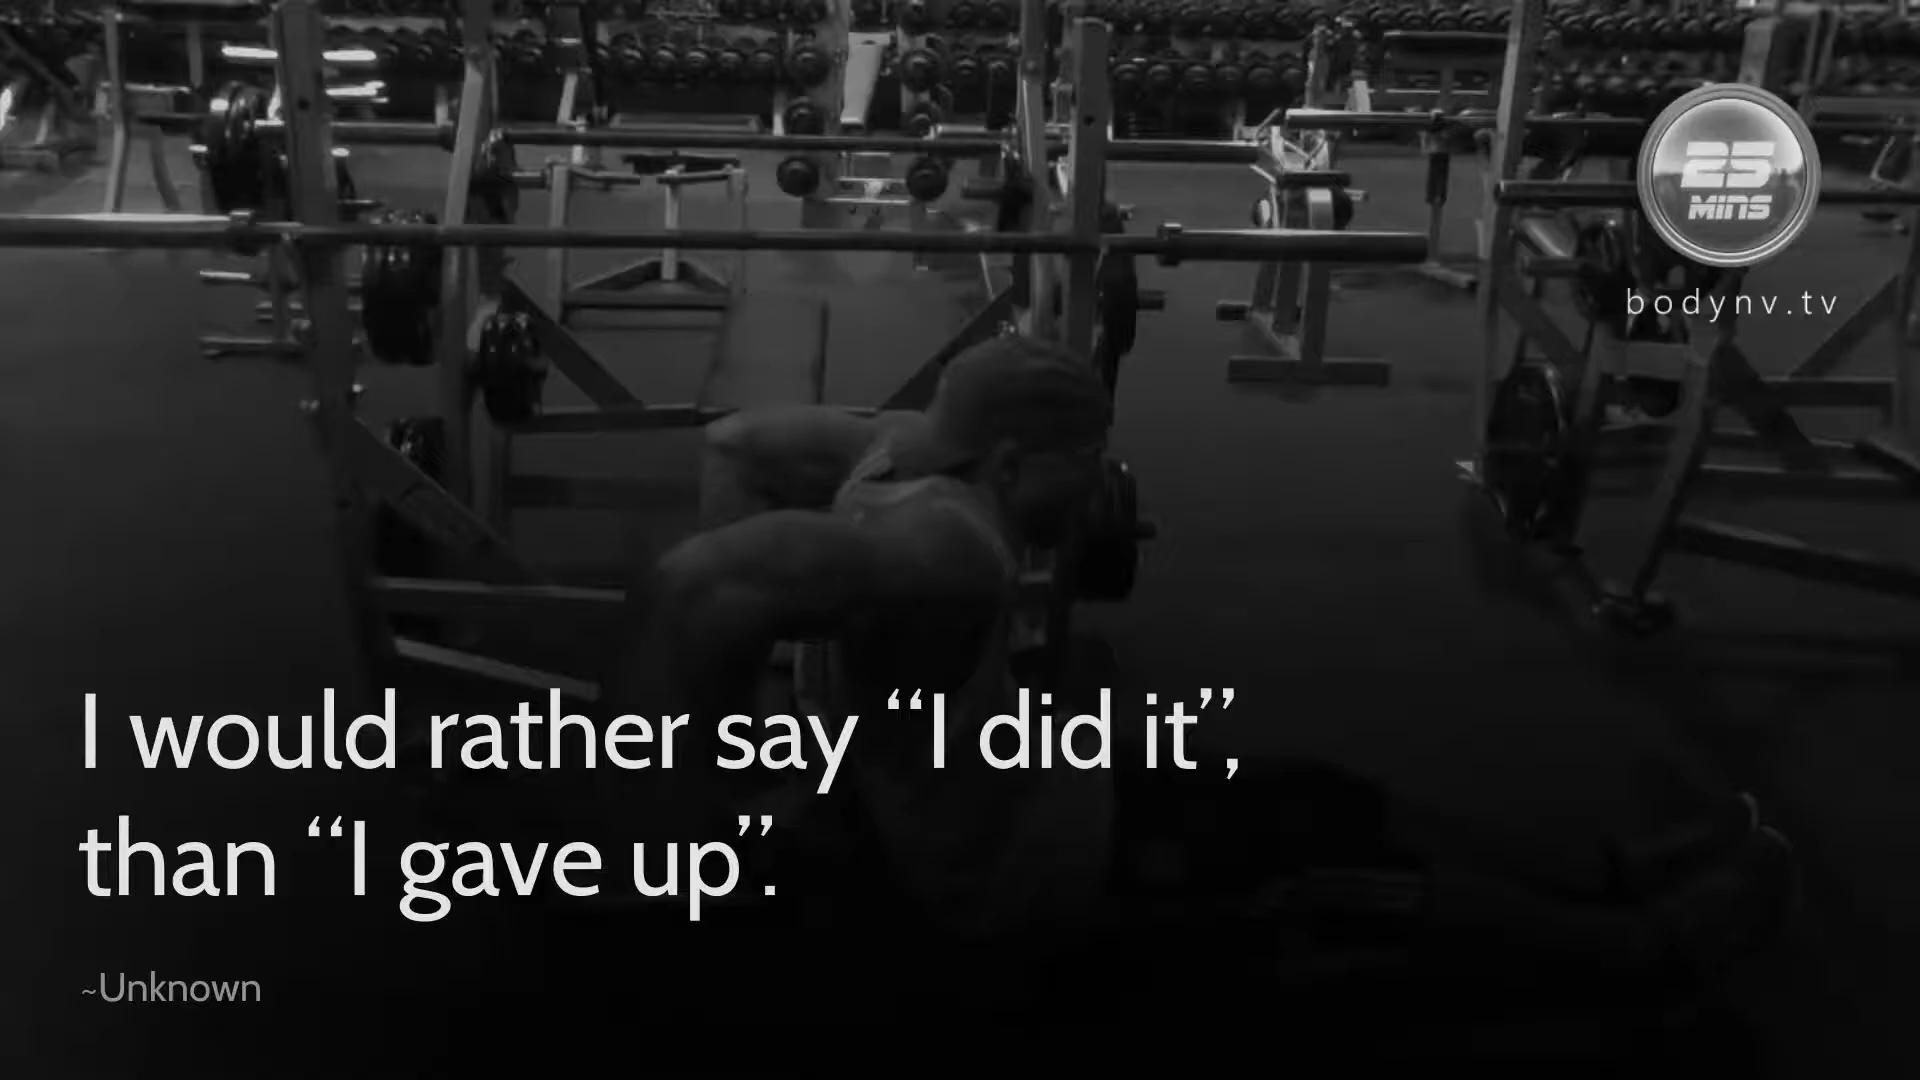 25
MINS
bodynv.tv
I would rather say “I did it”,
than “I gave up”.
~Unknown